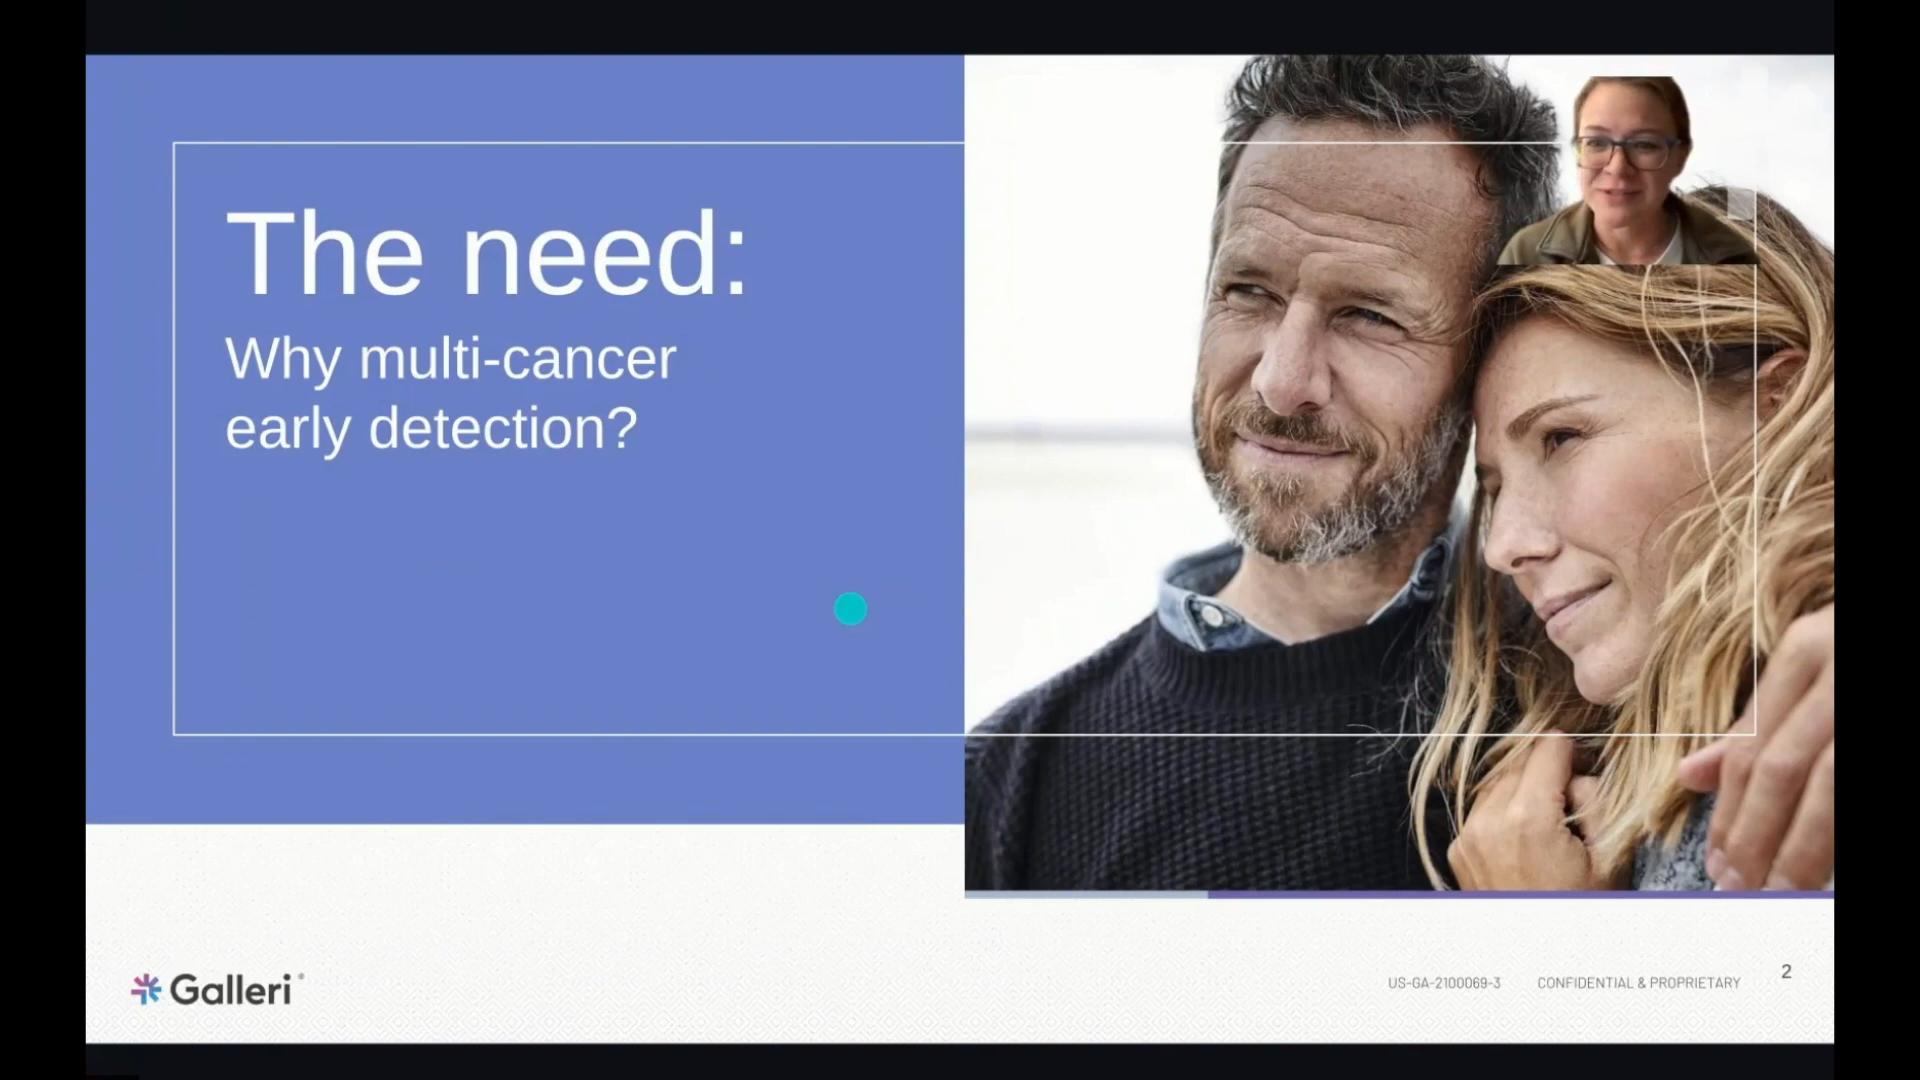 The need:
Why multi-cancer
early detection?
Galleri®
US-GA-2100069-3 CONFIDENTIAL & PROPRIETARY 2